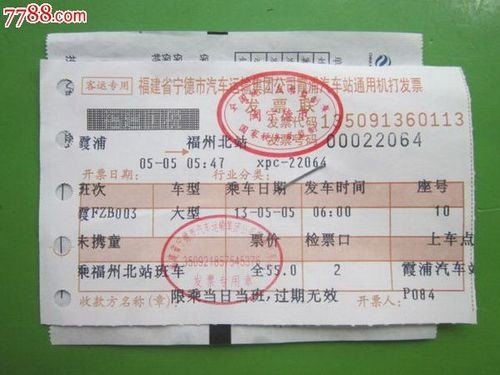 7788.com
客运专用 福建省宁德市汽车运输集团公司霞浦汽车站通用机打发票
发票联
发票代码 135091360113
发票号码 00022064
霞浦 福州北站
05-05 05:47 xpc-22064
开票日期: 行业分类:
班次 车型 乘车日期 发车时间 座号
霞FZB003 大型 13-05-05 06:00 10
未携童 票价 检票口 上车点
乘福州北站班车 全55.0 2 霞浦汽车站
350921857545376
发票专用章
限乘当日当班,过期无效
收款方名称(章): 开票人: P084